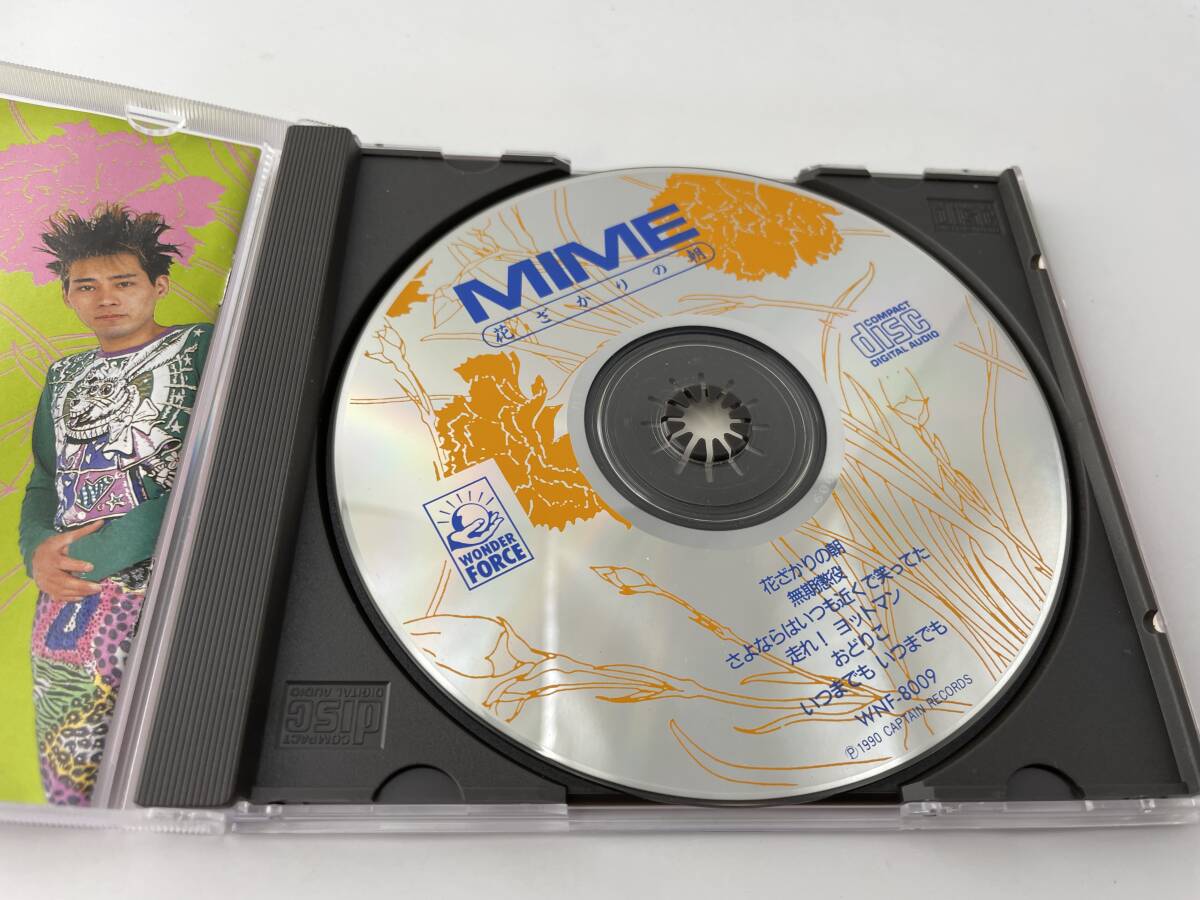 MIME
花ざかりの朝
COMPACT
disc
DIGITAL AUDIO
WONDER
FORCE
花ざかりの朝
無期懲役
さよならはいつも近くで笑ってた
走れ！ ヨットマン
おどりこ
いつまでも いつまでも
WNF-8009
Ⓟ1990 CAPTAIN RECORDS
DISC
COMPACT
disc
DIGITAL AUDIO